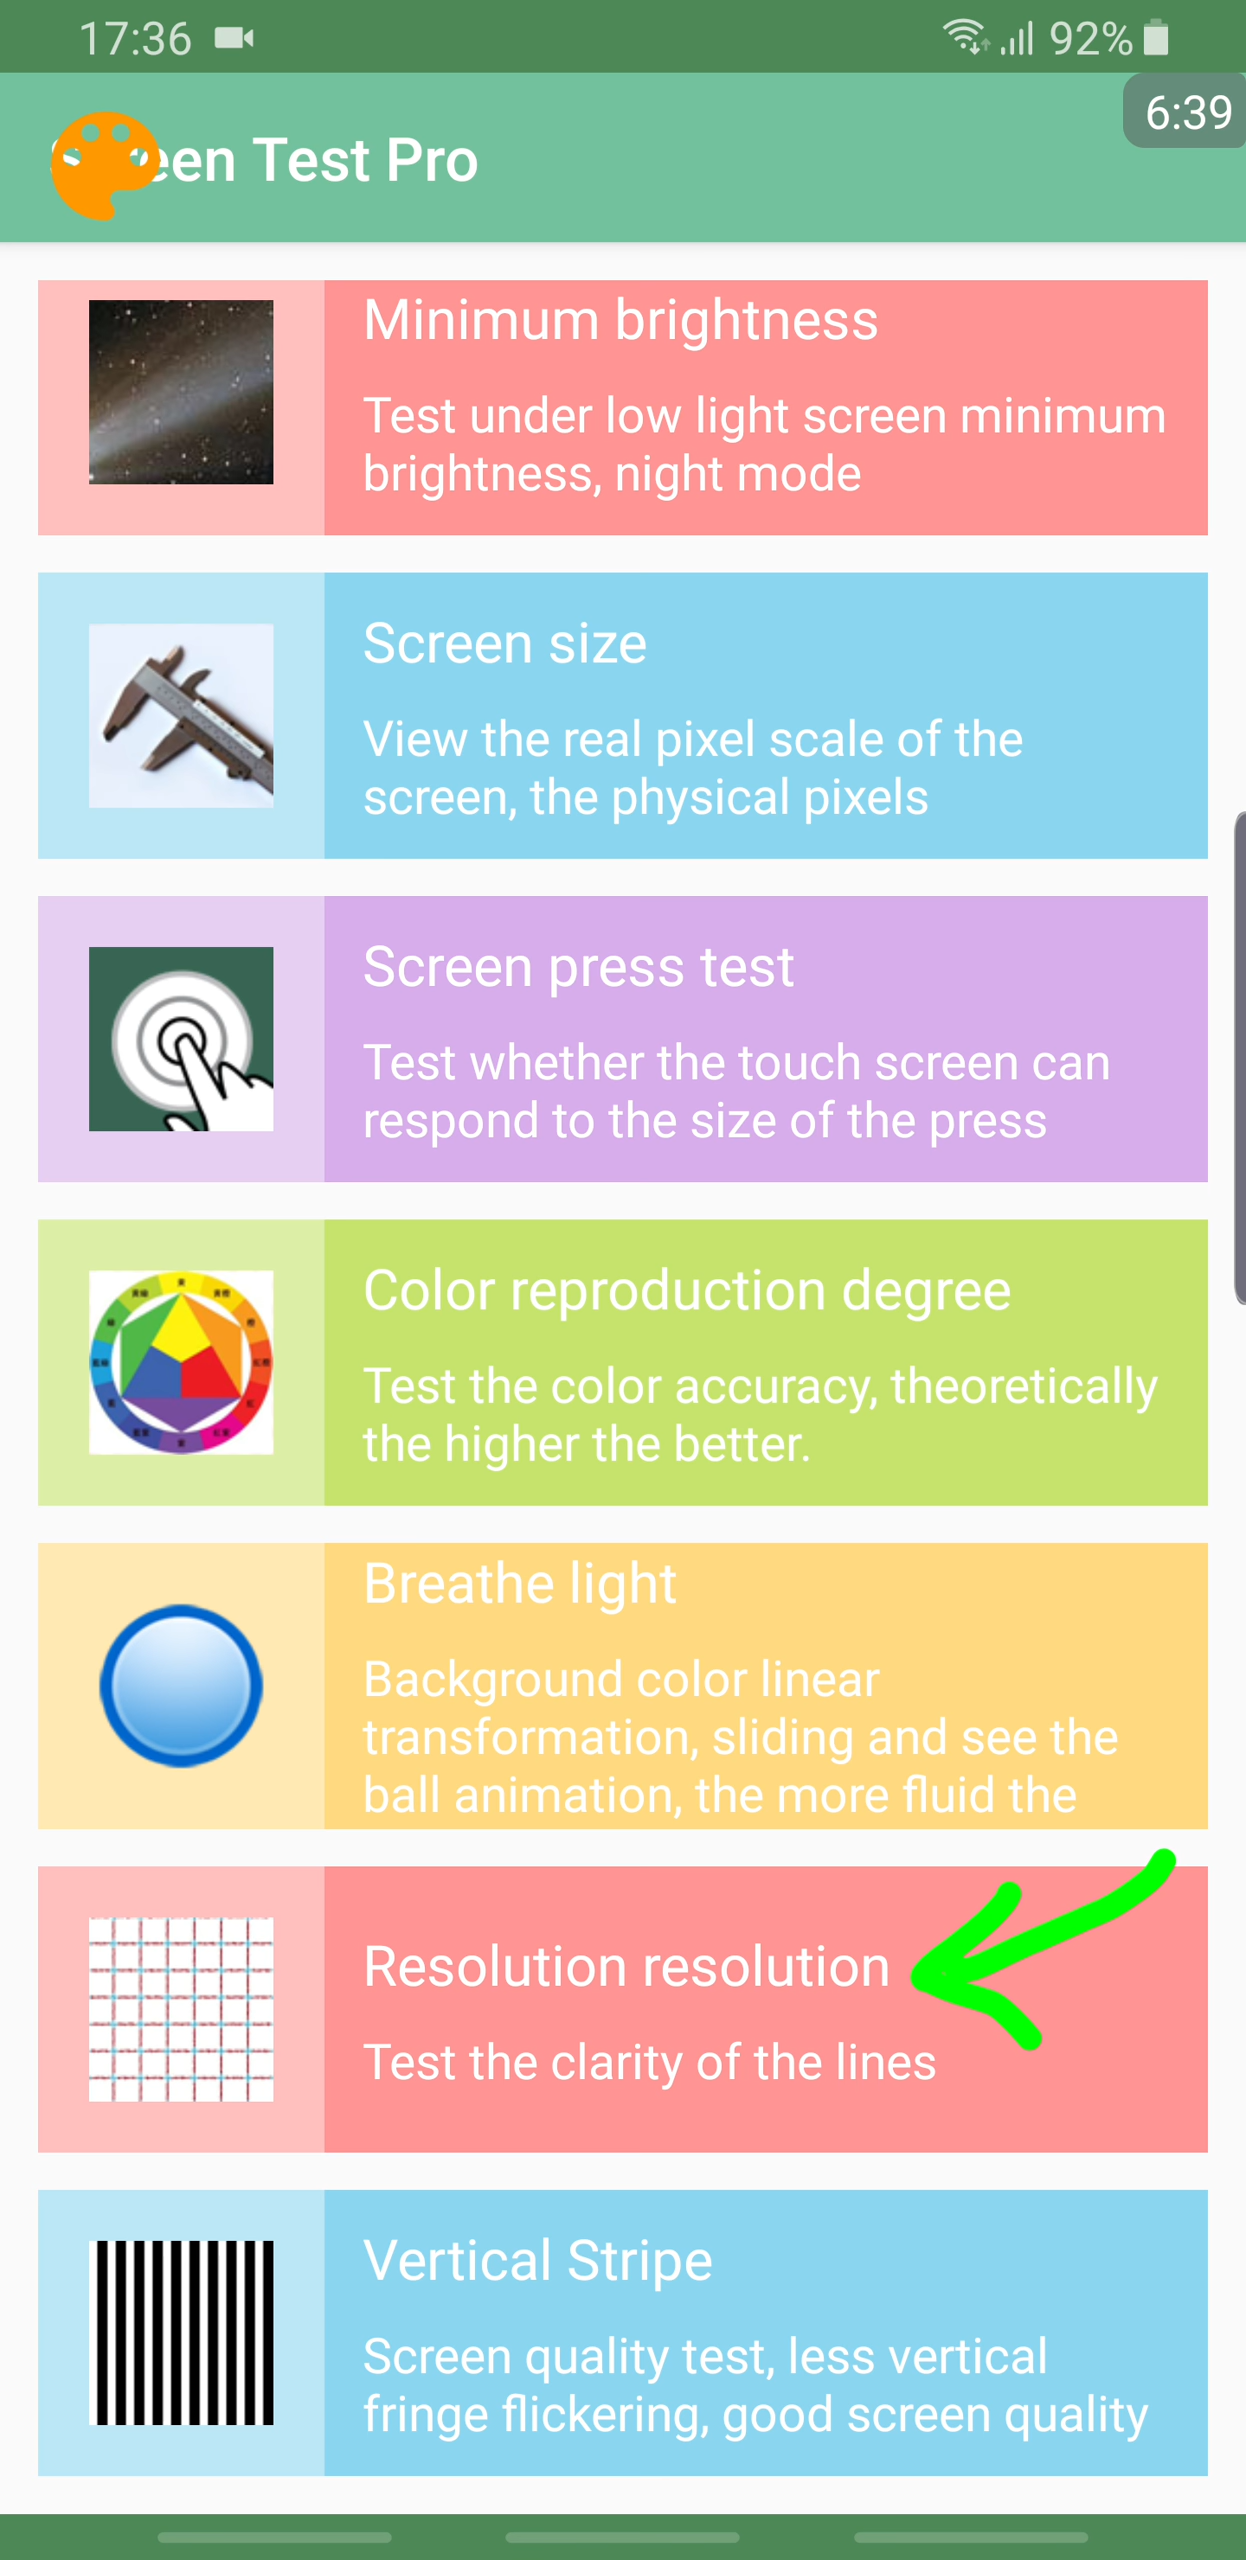 17:36
92%
6:39
een Test Pro
Minimum brightness
Test under low light screen minimum
brightness, night mode
Screen size
View the real pixel scale of the
screen, the physical pixels
Screen press test
Test whether the touch screen can
respond to the size of the press
Color reproduction degree
Test the color accuracy, theoretically
the higher the better.
Breathe light
Background color linear
transformation, sliding and see the
ball animation, the more fluid the
Resolution resolution
Test the clarity of the lines
Vertical Stripe
Screen quality test, less vertical
fringe flickering, good screen quality